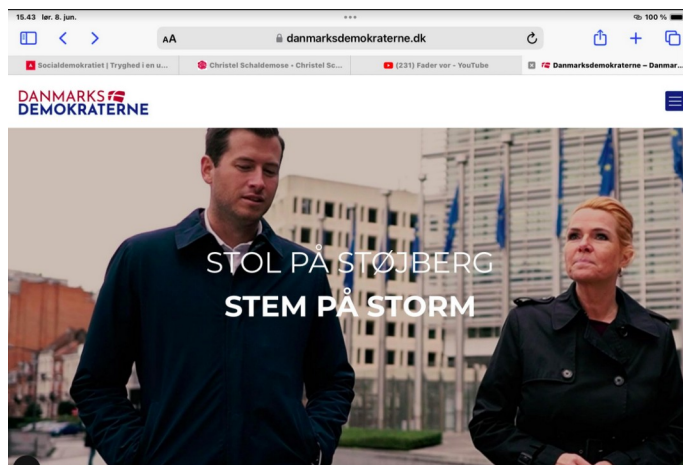 15.43 lør. 8. jun.
100 %
AA
danmarksdemokraterne.dk
Socialdemokratiet | Tryghed i en u...
Christel Schaldemose - Christel Sc...
(231) Fader vor - YouTube
Danmarksdemokraterne – Danmar...
DANMARKS
DEMOKRATERNE
STOL PÅ STØJBERG
STEM PÅ STORM